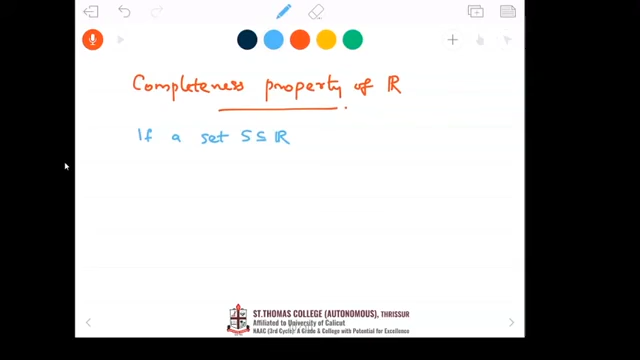 Completeness property of ℝ.
If a set S ⊆ ℝ
ST.THOMAS COLLEGE (AUTONOMOUS), THRISSUR
Affiliated to University of Calicut
NAAC (3rd Cycle): A Grade & College with Potential for Excellence